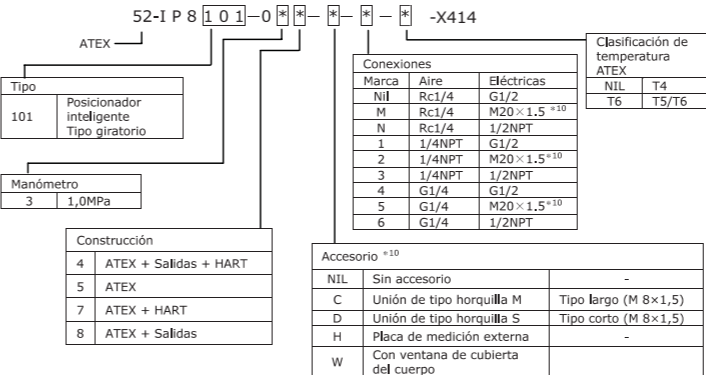 52-I P 8 1 0 1 – 0 * * – * – * – * -X414
ATEX
Clasificación de
temperatura
ATEX
NIL T4
T6 T5/T6
Conexiones
Marca Aire Eléctricas
Nil Rc1/4 G1/2
M Rc1/4 M20×1.5 *10
N Rc1/4 1/2NPT
1 1/4NPT G1/2
2 1/4NPT M20×1.5*10
3 1/4NPT 1/2NPT
4 G1/4 G1/2
5 G1/4 M20×1.5*10
6 G1/4 1/2NPT
Tipo
101 Posicionador
inteligente
Tipo giratorio
Manómetro
3 1,0MPa
Construcción
4 ATEX + Salidas + HART
5 ATEX
7 ATEX + HART
8 ATEX + Salidas
Accesorio *10
NIL Sin accesorio -
C Unión de tipo horquilla M Tipo largo (M 8×1,5)
D Unión de tipo horquilla S Tipo corto (M 8×1,5)
H Placa de medición externa -
W Con ventana de cubierta
del cuerpo